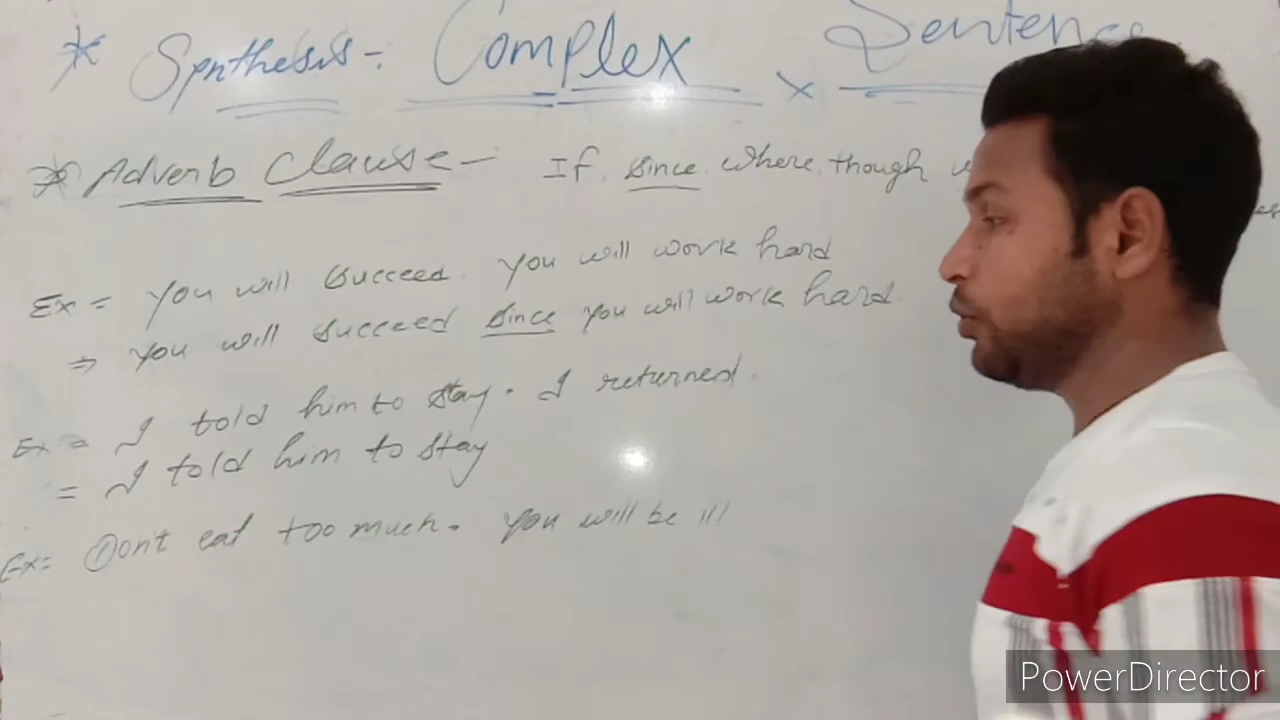 * Synthesis :- Complex x Sentence
* Adverb Clause - If, since, where, though
Ex = You will succeed. You will work hard
⇒ You will succeed since you will work hard.
Ex = I told him to stay. I returned.
= I told him to stay
Ex = Don't eat too much. You will be ill
PowerDirector